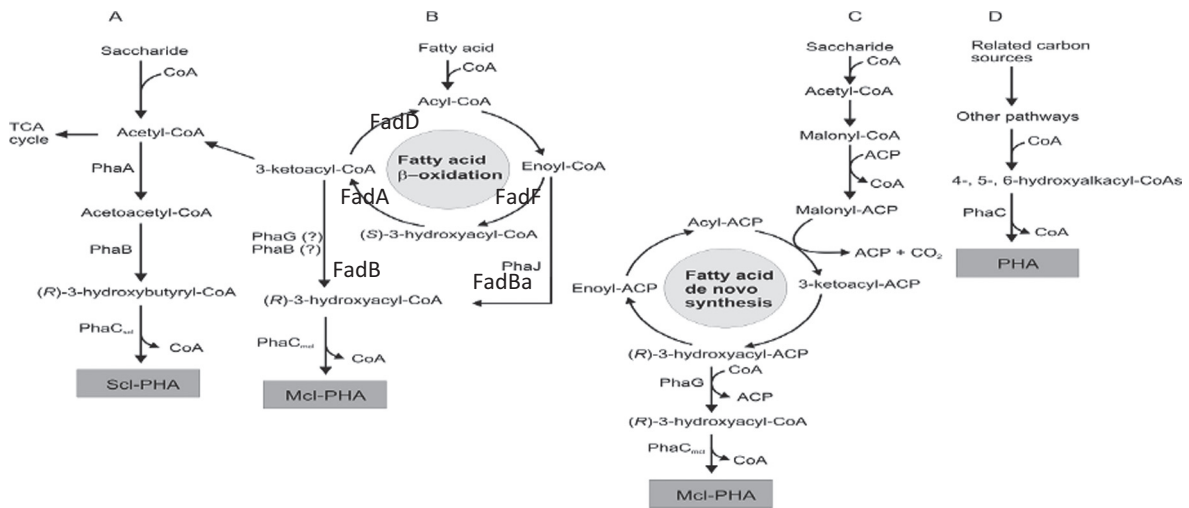 A
Saccharide
CoA
TCA
cycle
Acetyl-CoA
PhaA
Acetoacetyl-CoA
PhaB
(R)-3-hydroxybutyryl-CoA
PhaCscl
CoA
Scl-PHA
B
Fatty acid
CoA
Acyl-CoA
FadD
Fatty acid
β–oxidation
3-ketoacyl-CoA
Enoyl-CoA
FadA
FadF
(S)-3-hydroxyacyl-CoA
PhaG (?)
PhaB (?)
FadB
PhaJ
FadBa
(R)-3-hydroxyacyl-CoA
PhaCmcl
CoA
Mcl-PHA
C
Saccharide
CoA
Acetyl-CoA
Malonyl-CoA
ACP
CoA
Malonyl-ACP
Acyl-ACP
ACP + CO₂
Fatty acid
de novo
synthesis
Enoyl-ACP
3-ketoacyl-ACP
(R)-3-hydroxyacyl-ACP
PhaG
CoA
ACP
(R)-3-hydroxyacyl-CoA
PhaCmcl
CoA
Mcl-PHA
D
Related carbon
sources
Other pathways
CoA
4-, 5-, 6-hydroxyalkacyl-CoAs
PhaC
CoA
PHA